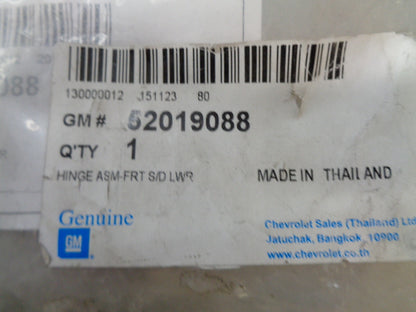 130000012 151123 80
GM # 52019088
Q'TY 1
HINGE ASM-FRT S/D LWR MADE IN THAILAND
Genuine
GM
Chevrolet Sales (Thailand) Ltd
Jatuchak, Bangkok, 10900
www.chevrolet.co.th
088